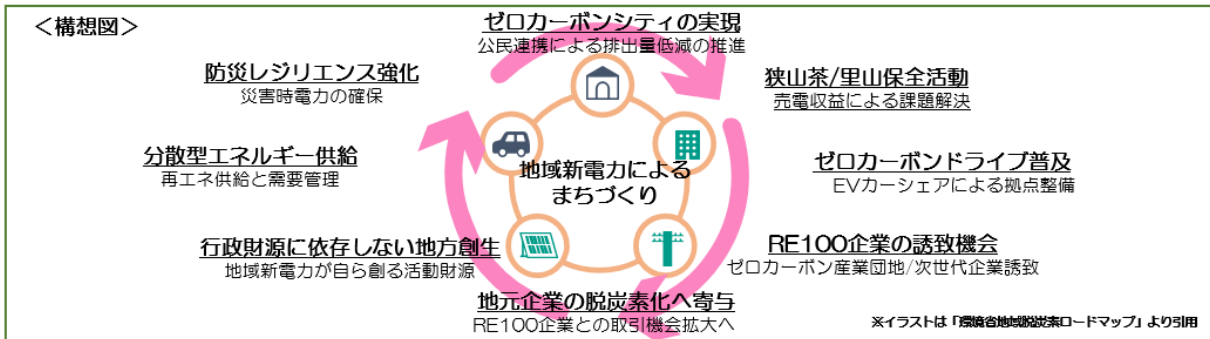 ＜構想図＞
ゼロカーボンシティの実現
公民連携による排出量低減の推進
狭山茶/里山保全活動
売電収益による課題解決
ゼロカーボンドライブ普及
EVカーシェアによる拠点整備
RE100企業の誘致機会
ゼロカーボン産業団地/次世代企業誘致
地元企業の脱炭素化へ寄与
RE100企業との取引機会拡大へ
行政財源に依存しない地方創生
地域新電力が自ら創る活動財源
分散型エネルギー供給
再エネ供給と需要管理
防災レジリエンス強化
災害時電力の確保
地域新電力による
まちづくり
※イラストは「環境省地域脱炭素ロードマップ」より引用